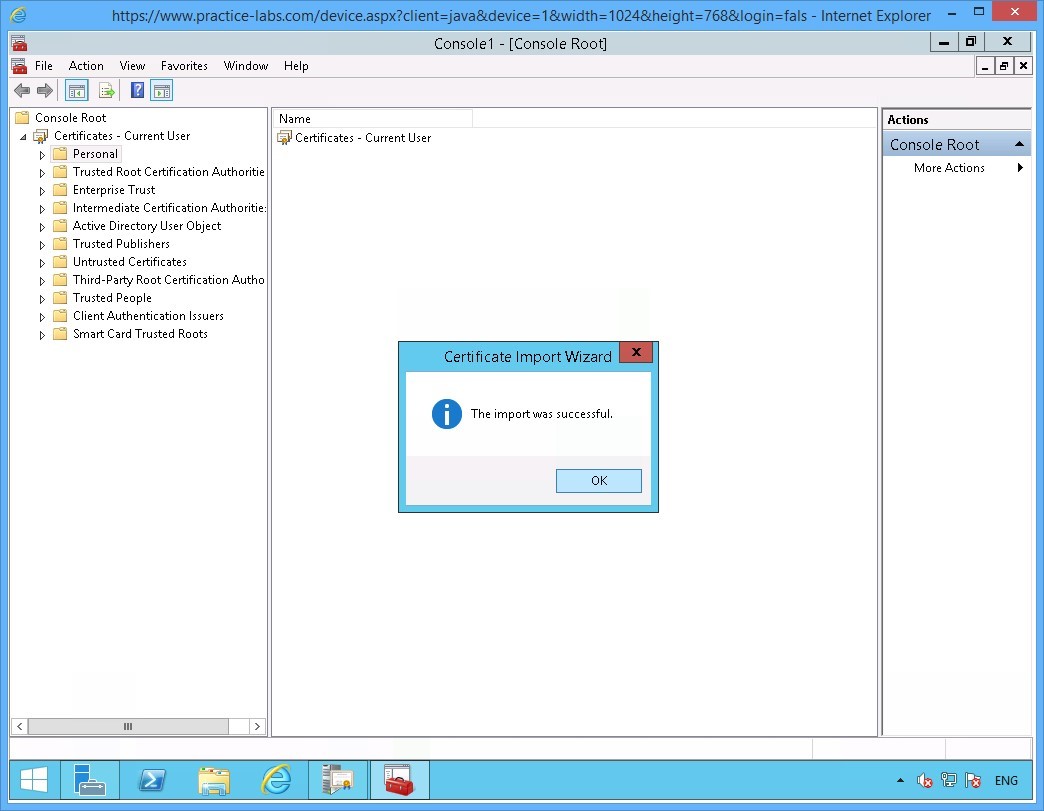 https://www.practice-labs.com/device.aspx?client=java&device=1&width=1024&height=768&login=fals - Internet Explorer
Console1 - [Console Root]
File Action View Favorites Window Help
Console Root
Certificates - Current User
Personal
Trusted Root Certification Authoritie
Enterprise Trust
Intermediate Certification Authoritie:
Active Directory User Object
Trusted Publishers
Untrusted Certificates
Third-Party Root Certification Autho
Trusted People
Client Authentication Issuers
Smart Card Trusted Roots
Name
Certificates - Current User
Actions
Console Root
More Actions
Certificate Import Wizard
The import was successful.
OK
ENG